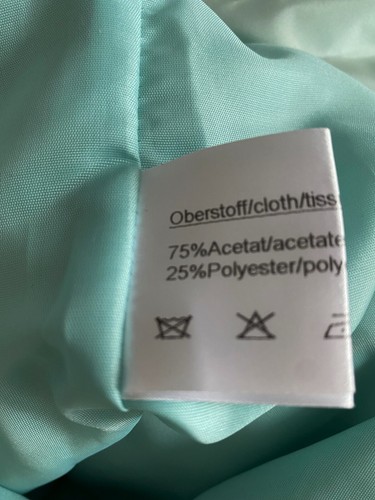 Oberstoff/cloth/tiss
75%Acetat/acetate
25%Polyester/poly